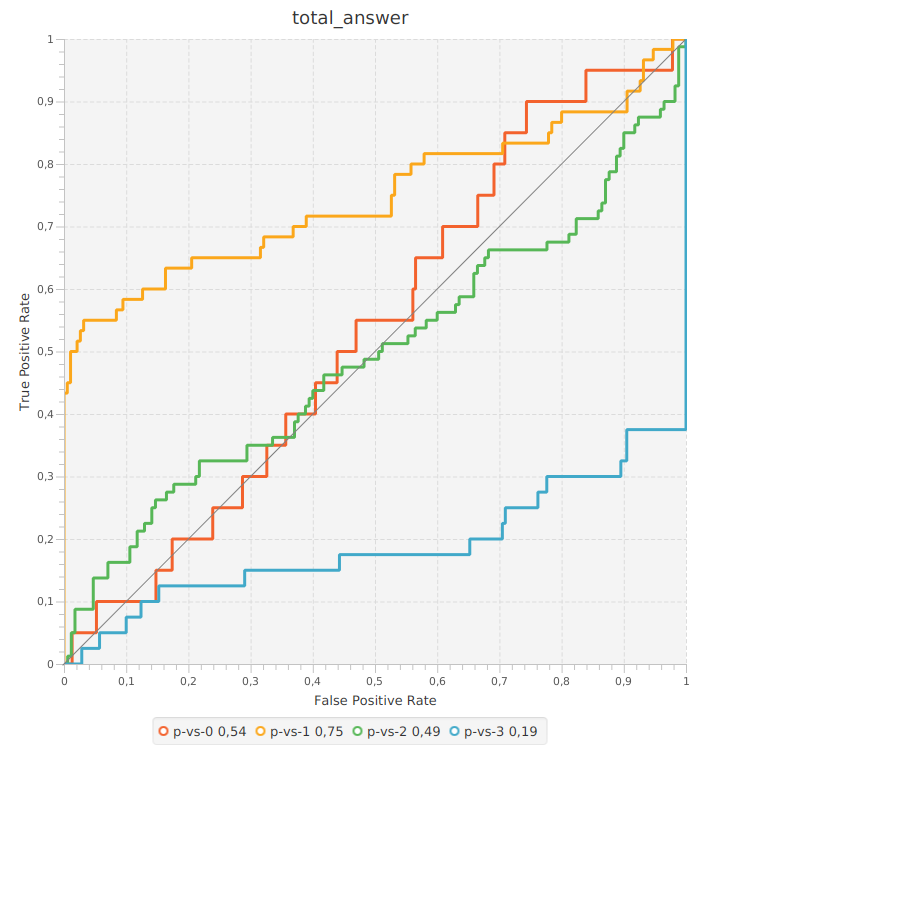 total_answer
1
0,9
0,8
0,7
0,6
0,5
0,4
0,3
0,2
0,1
0
True Positive Rate
0 0,1 0,2 0,3 0,4 0,5 0,6 0,7 0,8 0,9 1
False Positive Rate
p-vs-0 0,54 p-vs-1 0,75 p-vs-2 0,49 p-vs-3 0,19